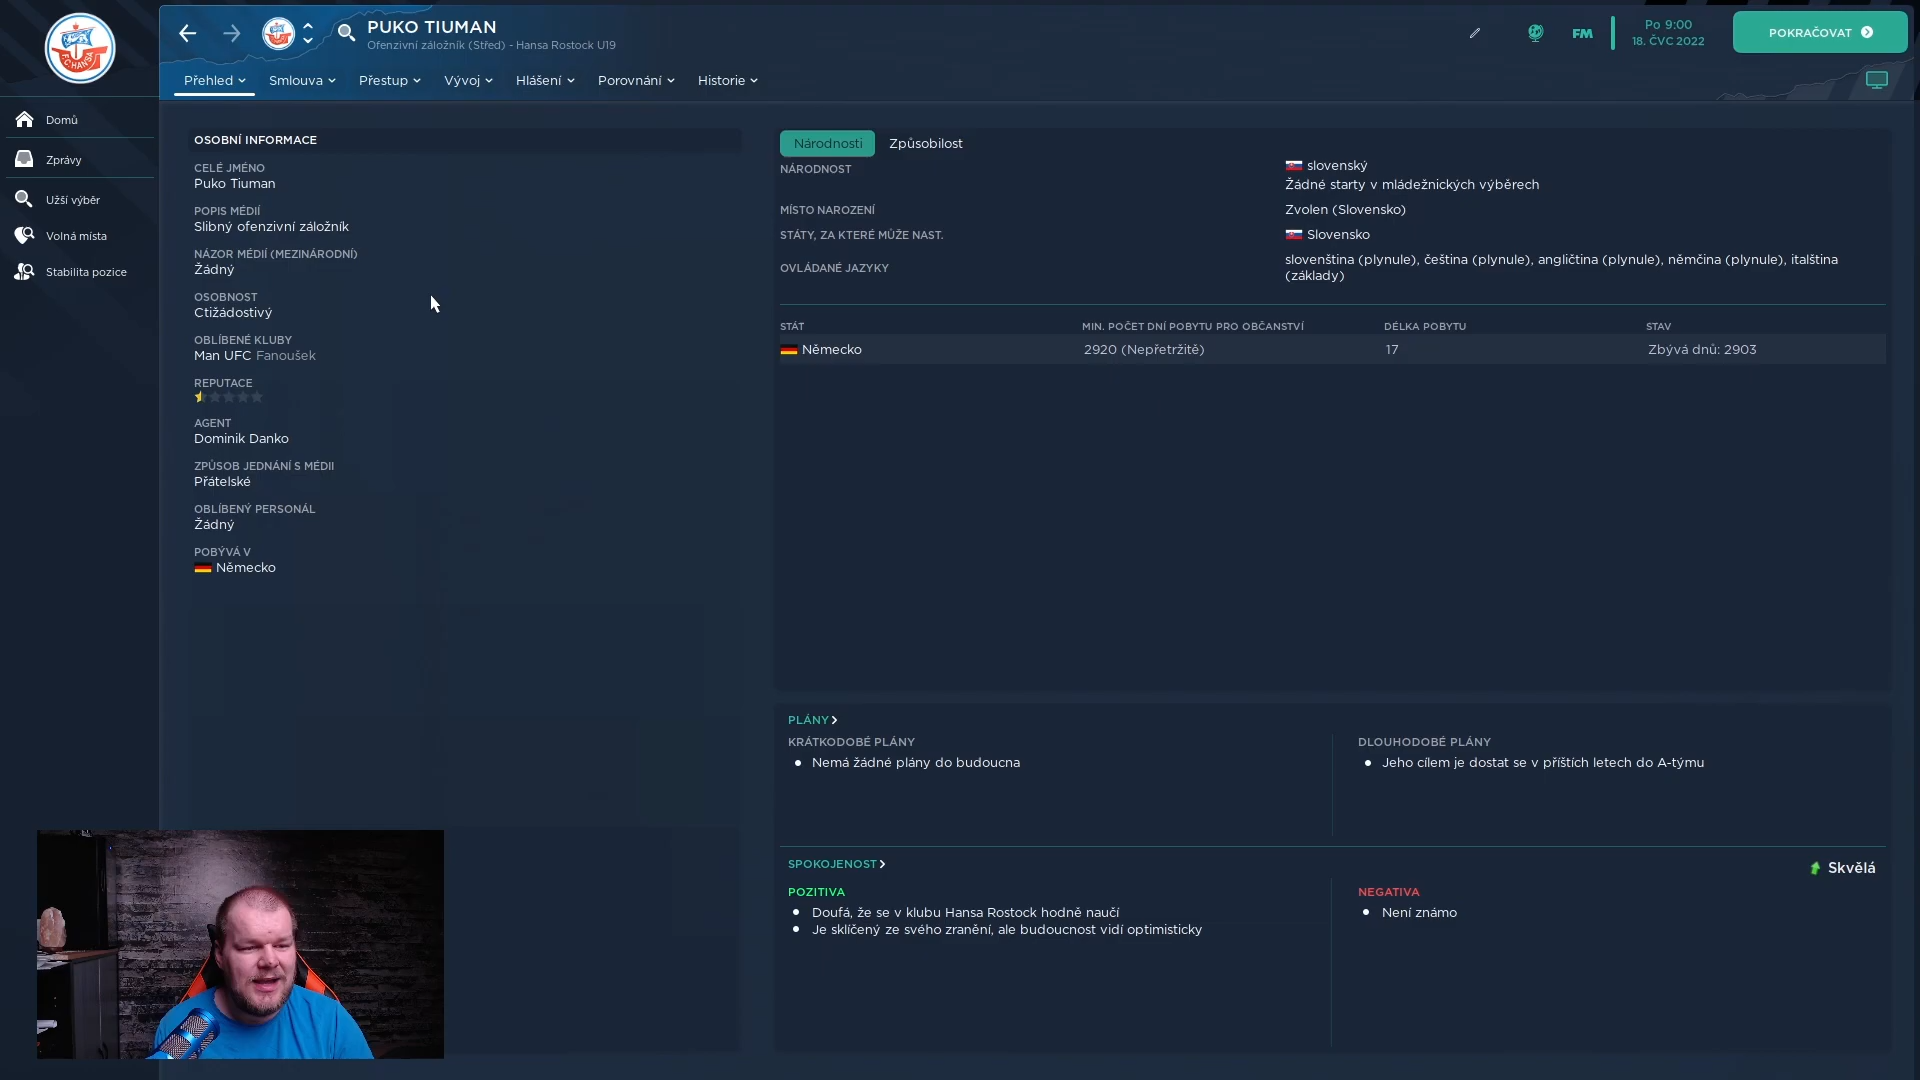 PUKO TIUMAN
Ofenzivní záložník (Střed) - Hansa Rostock U19
FM
Po 9:00
18. ČVC 2022
POKRAČOVAT
Přehled
Smlouva
Přestup
Vývoj
Hlášení
Porovnání
Historie
Domů
Zprávy
Užší výběr
Volná místa
Stabilita pozice
OSOBNÍ INFORMACE
CELÉ JMÉNO
Puko Tiuman
POPIS MÉDIÍ
Slibný ofenzivní záložník
NÁZOR MÉDIÍ (MEZINÁRODNÍ)
Žádný
OSOBNOST
Ctižádostivý
OBLÍBENÉ KLUBY
Man UFC Fanoušek
REPUTACE
AGENT
Dominik Danko
ZPŮSOB JEDNÁNÍ S MÉDII
Přátelské
OBLÍBENÝ PERSONÁL
Žádný
POBÝVÁ V
Německo
Národnosti
Způsobilost
NÁRODNOST
slovenský
Žádné starty v mládežnických výběrech
MÍSTO NAROZENÍ
Zvolen (Slovensko)
STÁTY, ZA KTERÉ MŮŽE NAST.
Slovensko
OVLÁDANÉ JAZYKY
slovenština (plynule), čeština (plynule), angličtina (plynule), němčina (plynule), italština
(základy)
STÁT
MIN. POČET DNÍ POBYTU PRO OBČANSTVÍ
DÉLKA POBYTU
STAV
Německo
2920 (Nepřetržitě)
17
Zbývá dnů: 2903
PLÁNY
KRÁTKODOBÉ PLÁNY
Nemá žádné plány do budoucna
DLOUHODOBÉ PLÁNY
Jeho cílem je dostat se v příštích letech do A-týmu
SPOKOJENOST
Skvělá
POZITIVA
Doufá, že se v klubu Hansa Rostock hodně naučí
Je sklíčený ze svého zranění, ale budoucnost vidí optimisticky
NEGATIVA
Není známo